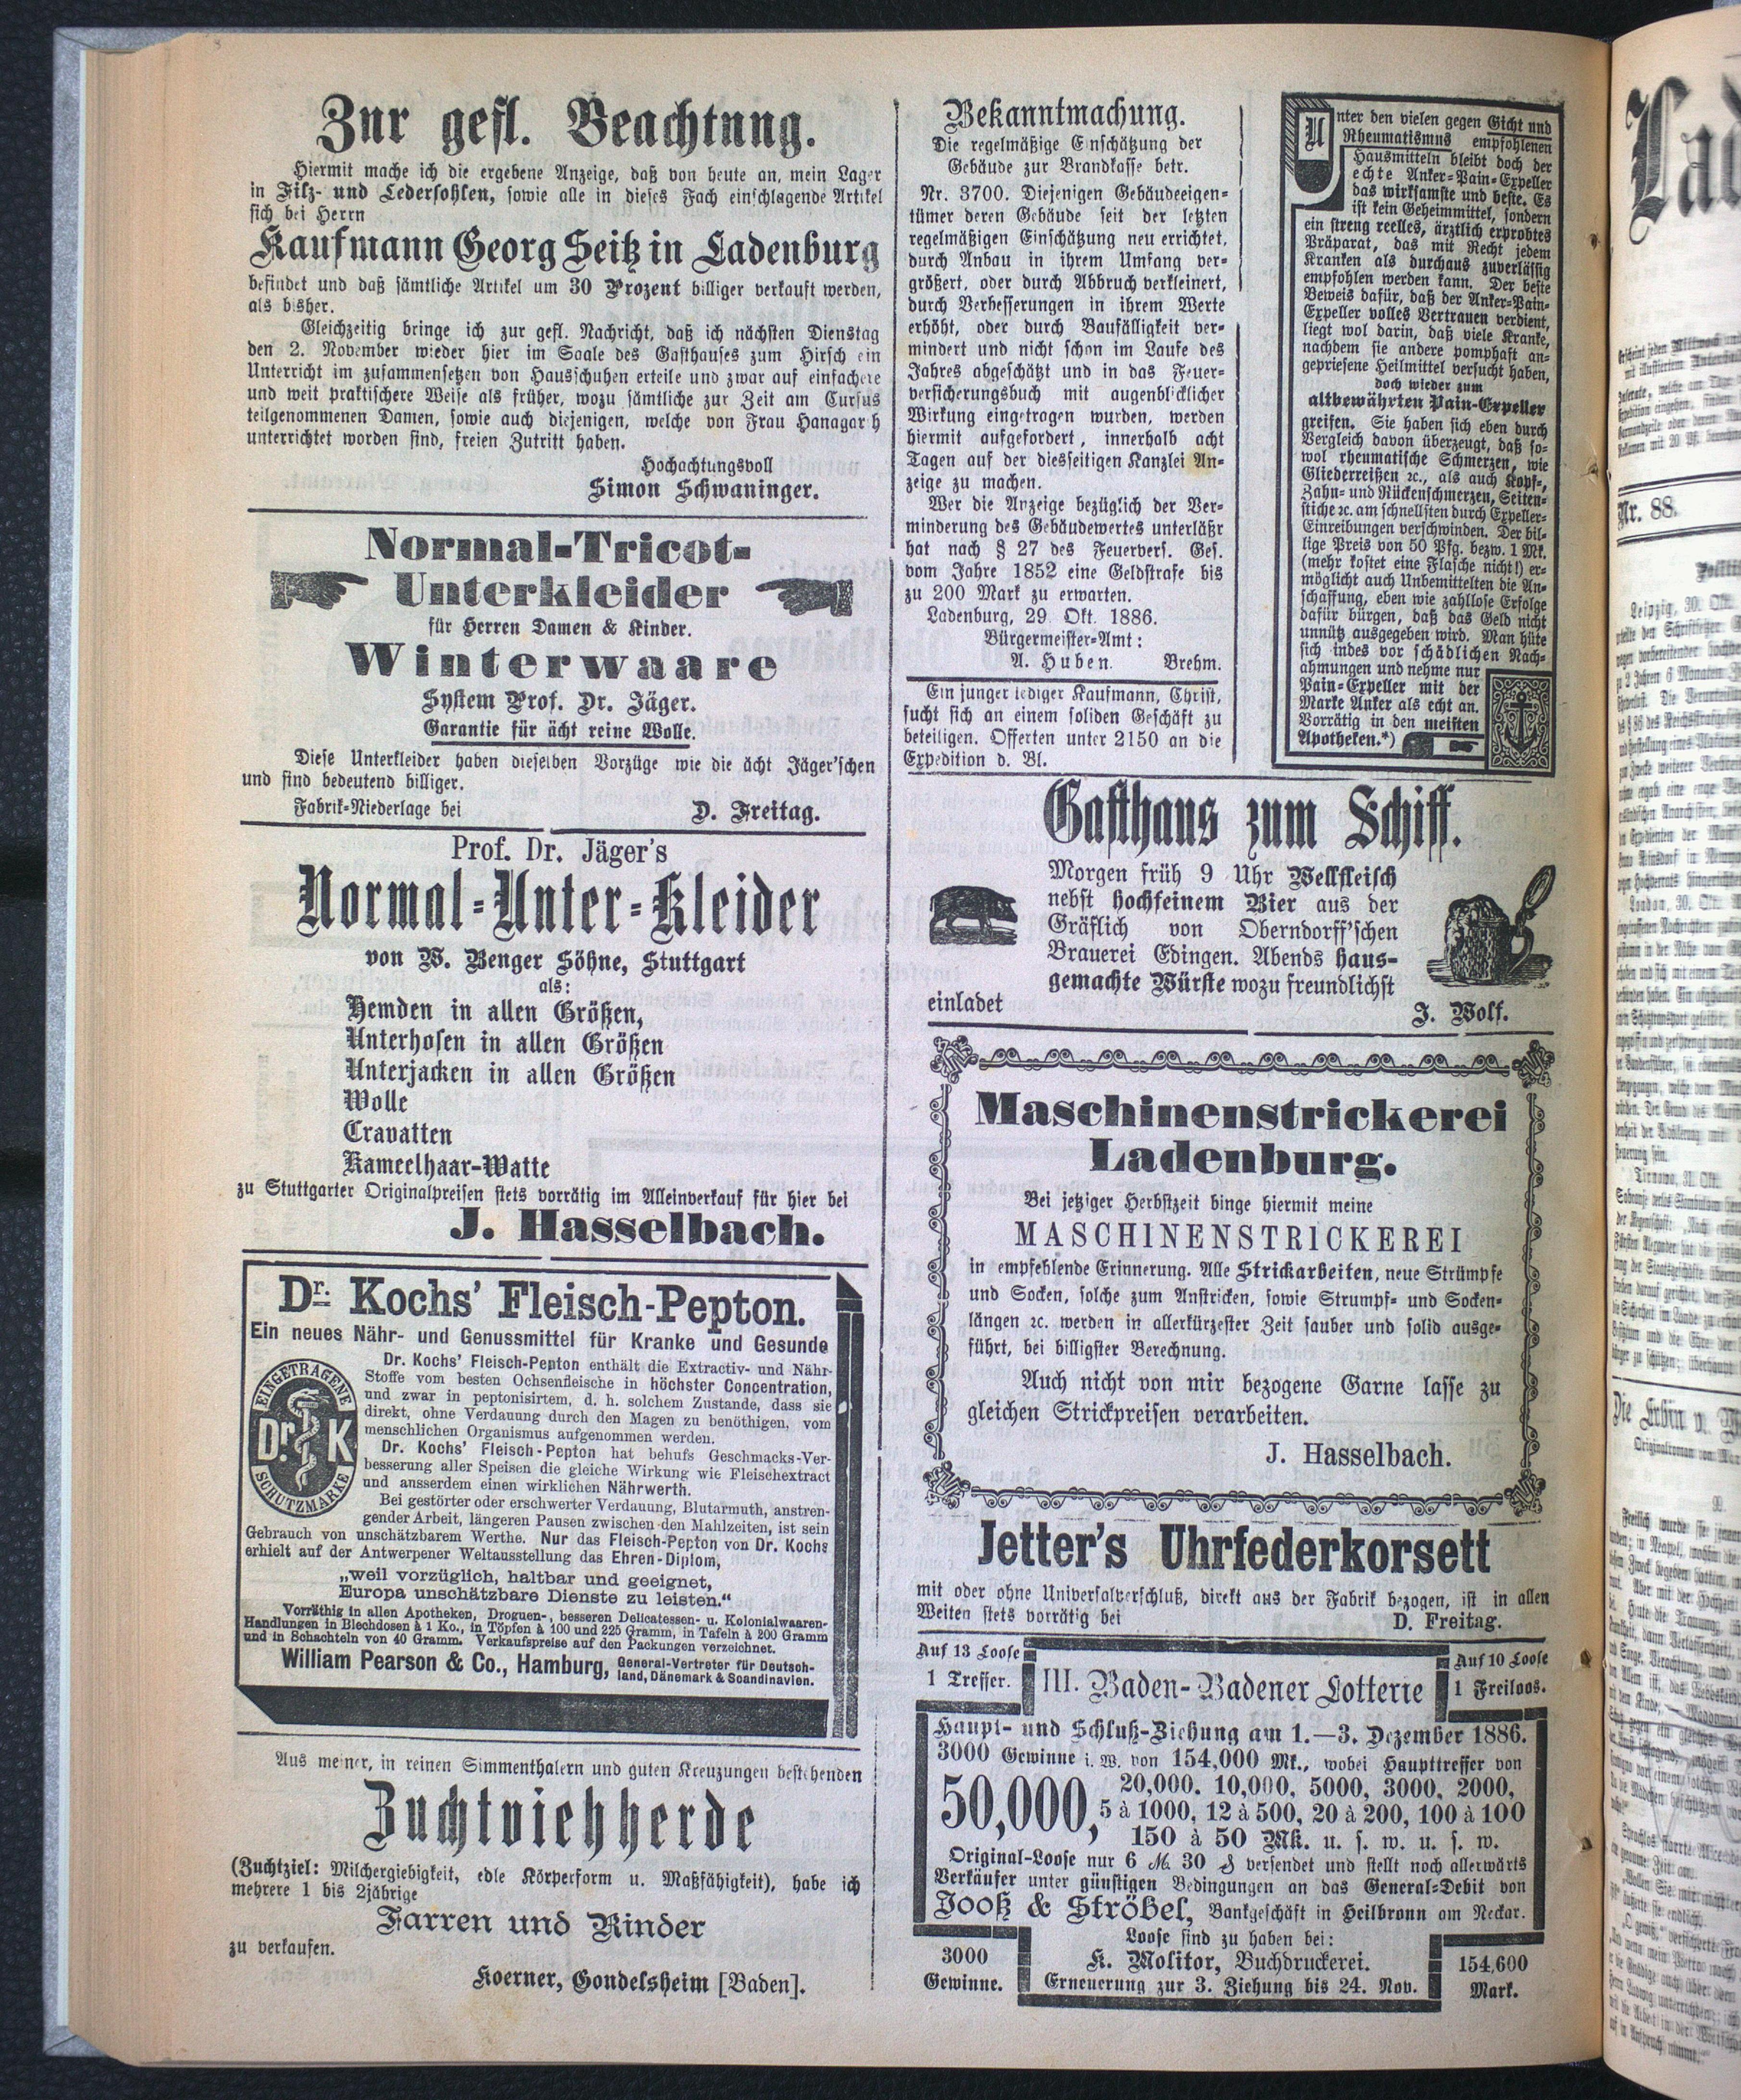 Zur gefl. Beachtung.
Hiermit mache ich die ergebene Anzeige, daß von heute an, mein Lager
in Filz- und Ledersohlen, sowie alle in dieses Fach einschlagende Artikel
sich bei Herrn
Kaufmann Georg Seitz in Ladenburg
befindet und daß sämtliche Artikel um 30 Prozent billiger verkauft werden,
als bisher.
Gleichzeitig bringe ich zur gefl. Nachricht, daß ich nächsten Dienstag
den 2. November wieder hier im Saale des Gasthauses zum Hirsch ein
Unterricht im zusammensetzen von Hausschuhen erteile und zwar auf einfachere
und weit praktischere Weise als früher, wozu sämtliche zur Zeit am Cursus
teilgenommenen Damen, sowie auch diejenigen, welche von Frau Hanagarth
unterrichtet worden sind, freien Zutritt haben.
Hochachtungsvoll
Simon Schwaninger.
Normal-Tricot-
Unterkleider
für Herren Damen & Kinder.
Winterwaare
System Prof. Dr. Jäger.
Garantie für ächt reine Wolle.
Diese Unterkleider haben dieselben Vorzüge wie die ächt Jäger'schen
und sind bedeutend billiger.
Fabrik-Niederlage bei D. Freitag.
Prof. Dr. Jäger's
Normal-Unter-Kleider
von W. Benger Söhne, Stuttgart
als:
Hemden in allen Größen,
Unterhosen in allen Größen
Unterjacken in allen Größen
Wolle
Cravatten
Kameelhaar-Watte
zu Stuttgarter Originalpreisen stets vorrätig im Alleinverkauf für hier bei
J. Hasselbach.
Dr. Kochs' Fleisch-Pepton.
Ein neues Nähr- und Genussmittel für Kranke und Gesunde
EINGETRAGENE
Dr. K
SCHUTZMARKE
Dr. Kochs' Fleisch-Pepton enthält die Extractiv- und Nähr-
Stoffe vom besten Ochsenfleische in höchster Concentration,
und zwar in peptonisirtem, d. h. solchem Zustande, dass sie
direkt, ohne Verdauung durch den Magen zu benöthigen, vom
menschlichen Organismus aufgenommen werden.
Dr. Kochs' Fleisch-Pepton hat behufs Geschmacks-Ver-
besserung aller Speisen die gleiche Wirkung wie Fleischextract
und ausserdem einen wirklichen Nährwerth.
Bei gestörter oder erschwerter Verdauung, Blutarmuth, anstren-
gender Arbeit, längeren Pausen zwischen den Mahlzeiten, ist sein
Gebrauch von unschätzbarem Werthe. Nur das Fleisch-Pepton von Dr. Kochs
erhielt auf der Antwerpener Weltausstellung das Ehren-Diplom,
„weil vorzüglich, haltbar und geeignet,
Europa unschätzbare Dienste zu leisten.“
Vorräthig in allen Apotheken, Droguen-, besseren Delicatessen- u. Kolonialwaaren-
Handlungen in Blechdosen à 1 Ko., in Töpfen à 100 und 225 Gramm, in Tafeln à 200 Gramm
und in Schachteln von 40 Gramm. Verkaufspreise auf den Packungen verzeichnet.
William Pearson & Co., Hamburg, General-Vertreter für Deutsch-
land, Dänemark & Scandinavien.
Aus meiner, in reinen Simmenthalern und guten Kreuzungen bestehenden
Zuchtviehherde
(Zuchtziel: Milchergiebigkeit, edle Körperform u. Maßfähigkeit), habe ich
mehrere 1 bis 2jährige
Farren und Rinder
zu verkaufen.
Koerner, Gondelsheim [Baden].
Bekanntmachung.
Die regelmäßige Einschätzung der
Gebäude zur Brandkasse betr.
Nr. 3700. Diejenigen Gebäudeeigen-
tümer deren Gebäude seit der letzten
regelmäßigen Einschätzung neu errichtet,
durch Anbau in ihrem Umfang ver-
größert, oder durch Abbruch verkleinert,
durch Verbesserungen in ihrem Werte
erhöht, oder durch Baufälligkeit ver-
mindert und nicht schon im Laufe des
Jahres abgeschätzt und in das Feuer-
versicherungsbuch mit augenblicklicher
Wirkung eingetragen wurden, werden
hiermit aufgefordert, innerhalb acht
Tagen auf der diesseitigen Kanzlei An-
zeige zu machen.
Wer die Anzeige bezüglich der Ver-
minderung des Gebäudewertes unterläßt
hat nach § 27 des Feuervers. Ges.
vom Jahre 1852 eine Geldstrafe bis
zu 200 Mark zu erwarten.
Ladenburg, 29. Okt. 1886.
Bürgermeister-Amt:
A. Huben. Brehm.
Ein junger lediger Kaufmann, Christ,
sucht sich an einem soliden Geschäft zu
beteiligen. Offerten unter 2150 an die
Expedition d. Bl.
Unter den vielen gegen Gicht und
Rheumatismus empfohlenen
Hausmitteln bleibt doch der
echte Anker-Pain-Expeller
das wirksamste und beste. Es
ist kein Geheimmittel, sondern
ein streng reelles, ärztlich erprobtes
Präparat, das mit Recht jedem
Kranken als durchaus zuverlässig
empfohlen werden kann. Der beste
Beweis dafür, daß der Anker-Pain-
Expeller volles Vertrauen verdient,
liegt wol darin, daß viele Kranke,
nachdem sie andere pomphaft an-
gepriesene Heilmittel versucht haben,
doch wieder zum
altbewährten Pain-Expeller
greifen. Sie haben sich eben durch
Vergleich davon überzeugt, daß so-
wol rheumatische Schmerzen, wie
Gliederreißen ꝛc., als auch Kopf-,
Zahn- und Rückenschmerzen, Seiten-
stiche ꝛc. am schnellsten durch Expeller-
Einreibungen verschwinden. Der bil-
lige Preis von 50 Pfg. bezw. 1 Mk.
(mehr kostet eine Flasche nicht!) er-
möglicht auch Unbemittelten die An-
schaffung, eben wie zahllose Erfolge
dafür bürgen, daß das Geld nicht
unnütz ausgegeben wird. Man hüte
sich indes vor schädlichen Nach-
ahmungen und nehme nur
Pain-Expeller mit der
Marke Anker als echt an.
Vorrätig in den meisten
Apotheken.*)
Gasthaus zum Schiff.
Morgen früh 9 Uhr Wellfleisch
nebst hochfeinem Bier aus der
Gräflich von Oberndorff'schen
Brauerei Edingen. Abends haus-
gemachte Würste wozu freundlichst
einladet J. Wolf.
Maschinenstrickerei
Ladenburg.
Bei jetziger Herbstzeit binge hiermit meine
MASCHINENSTRICKEREI
in empfehlende Erinnerung. Alle Strickarbeiten, neue Strümpfe
und Socken, solche zum Anstricken, sowie Strumpf- und Socken-
längen ꝛc. werden in allerkürzester Zeit sauber und solid ausge-
führt, bei billigster Berechnung.
Auch nicht von mir bezogene Garne lasse zu
gleichen Strickpreisen verarbeiten.
J. Hasselbach.
Jetter's Uhrfederkorsett
mit oder ohne Universalverschluß, direkt aus der Fabrik bezogen, ist in allen
Weiten stets vorrätig bei D. Freitag.
Auf 13 Loose
1 Treffer.
III. Baden-Badener Lotterie
Auf 10 Loose
1 Freiloos.
Haupt- und Schluß-Ziehung am 1.—3. Dezember 1886.
3000 Gewinne i. W. von 154,000 Mk., wobei Haupttreffer von
50,000, 20,000. 10,000, 5000, 3000, 2000,
5 à 1000, 12 à 500, 20 à 200, 100 à 100
150 à 50 Mk. u. s. w. u. s. w.
Original-Loose nur 6 ℳ 30 ₰ versendet und stellt noch allerwärts
Verkäufer unter günstigen Bedingungen an das General-Debit von
Jooß & Ströbel, Bankgeschäft in Heilbronn am Neckar.
Loose sind zu haben bei:
K. Molitor, Buchdruckerei.
Erneuerung zur 3. Ziehung bis 24. Nov.
3000
Gewinne.
154,600
Mark.
Lad
Nr. 88.
Leipzig, 30. Okt.
London, 30. Okt.
Tirnowa, 31. Okt.
Die Erbin v.